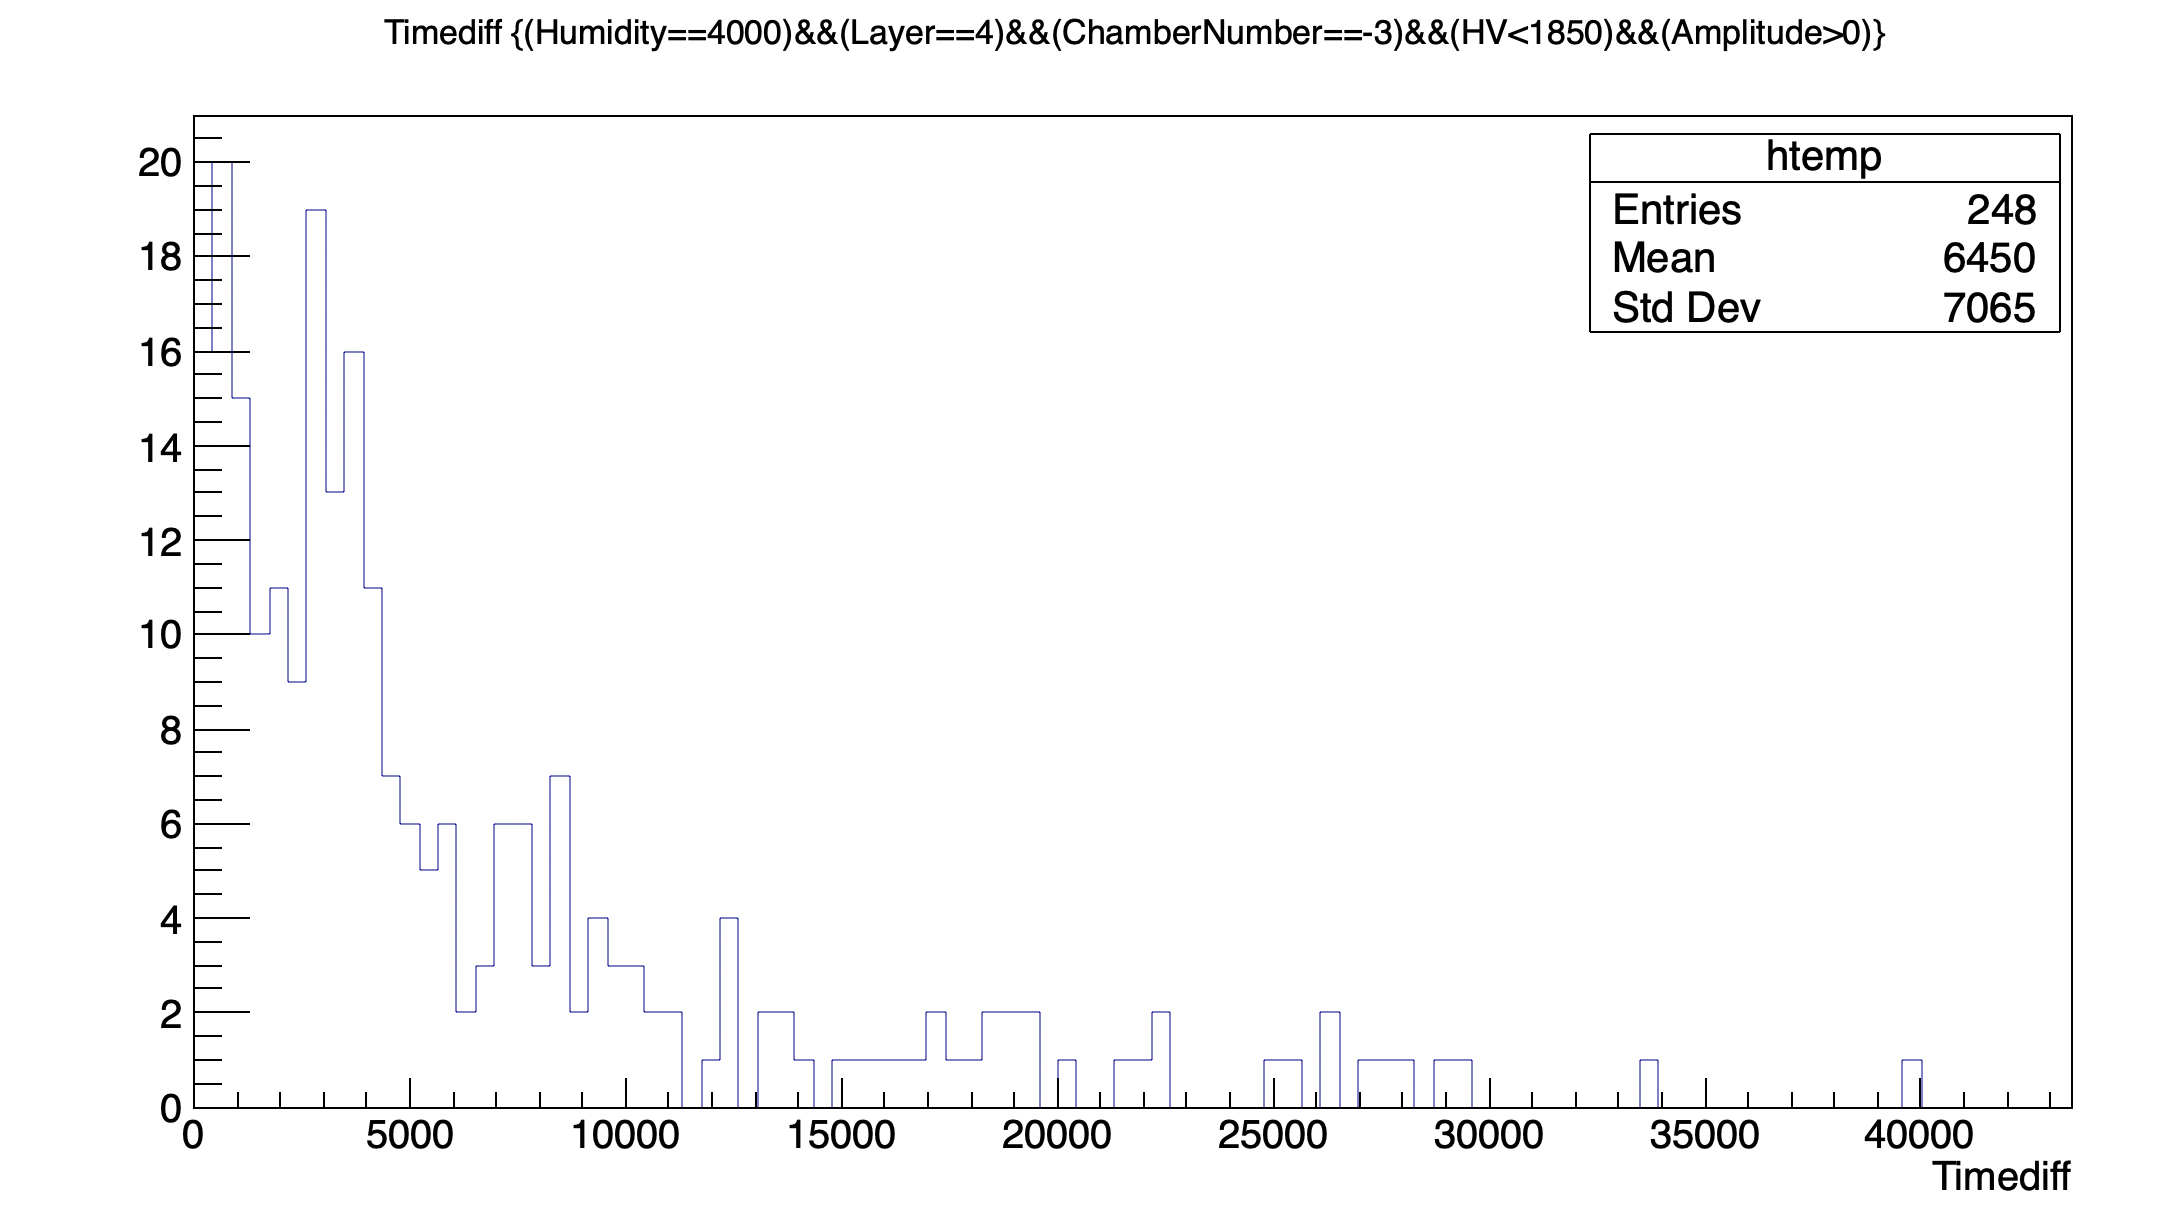 Timediff {(Humidity==4000)&&(Layer==4)&&(ChamberNumber==-3)&&(HV<1850)&&(Amplitude>0)}
htemp
Entries 248
Mean 6450
Std Dev 7065
20
18
16
14
12
10
8
6
4
2
0
0 5000 10000 15000 20000 25000 30000 35000 40000
Timediff